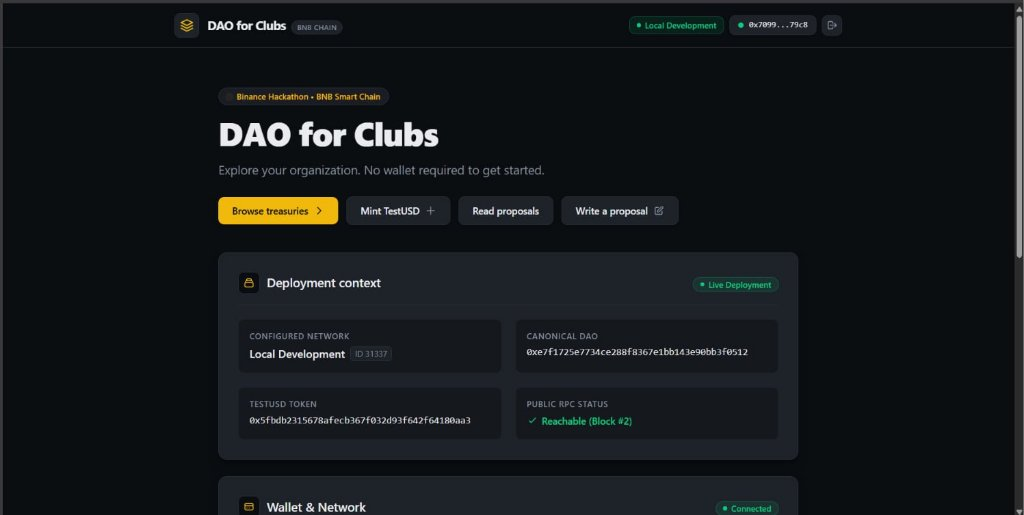 DAO for Clubs BNB CHAIN Local Development 0x7099...79c8
Binance Hackathon • BNB Smart Chain
DAO for Clubs
Explore your organization. No wallet required to get started.
Browse treasuries Mint TestUSD Read proposals Write a proposal
Deployment context Live Deployment
CONFIGURED NETWORK
Local Development ID 31337
CANONICAL DAO
0xe7f1725e7734ce288f8367e1bb143e90bb3f0512
TESTUSD TOKEN
0x5fbdb2315678afecb367f032d93f642f64180aa3
PUBLIC RPC STATUS
Reachable (Block #2)
Wallet & Network Connected